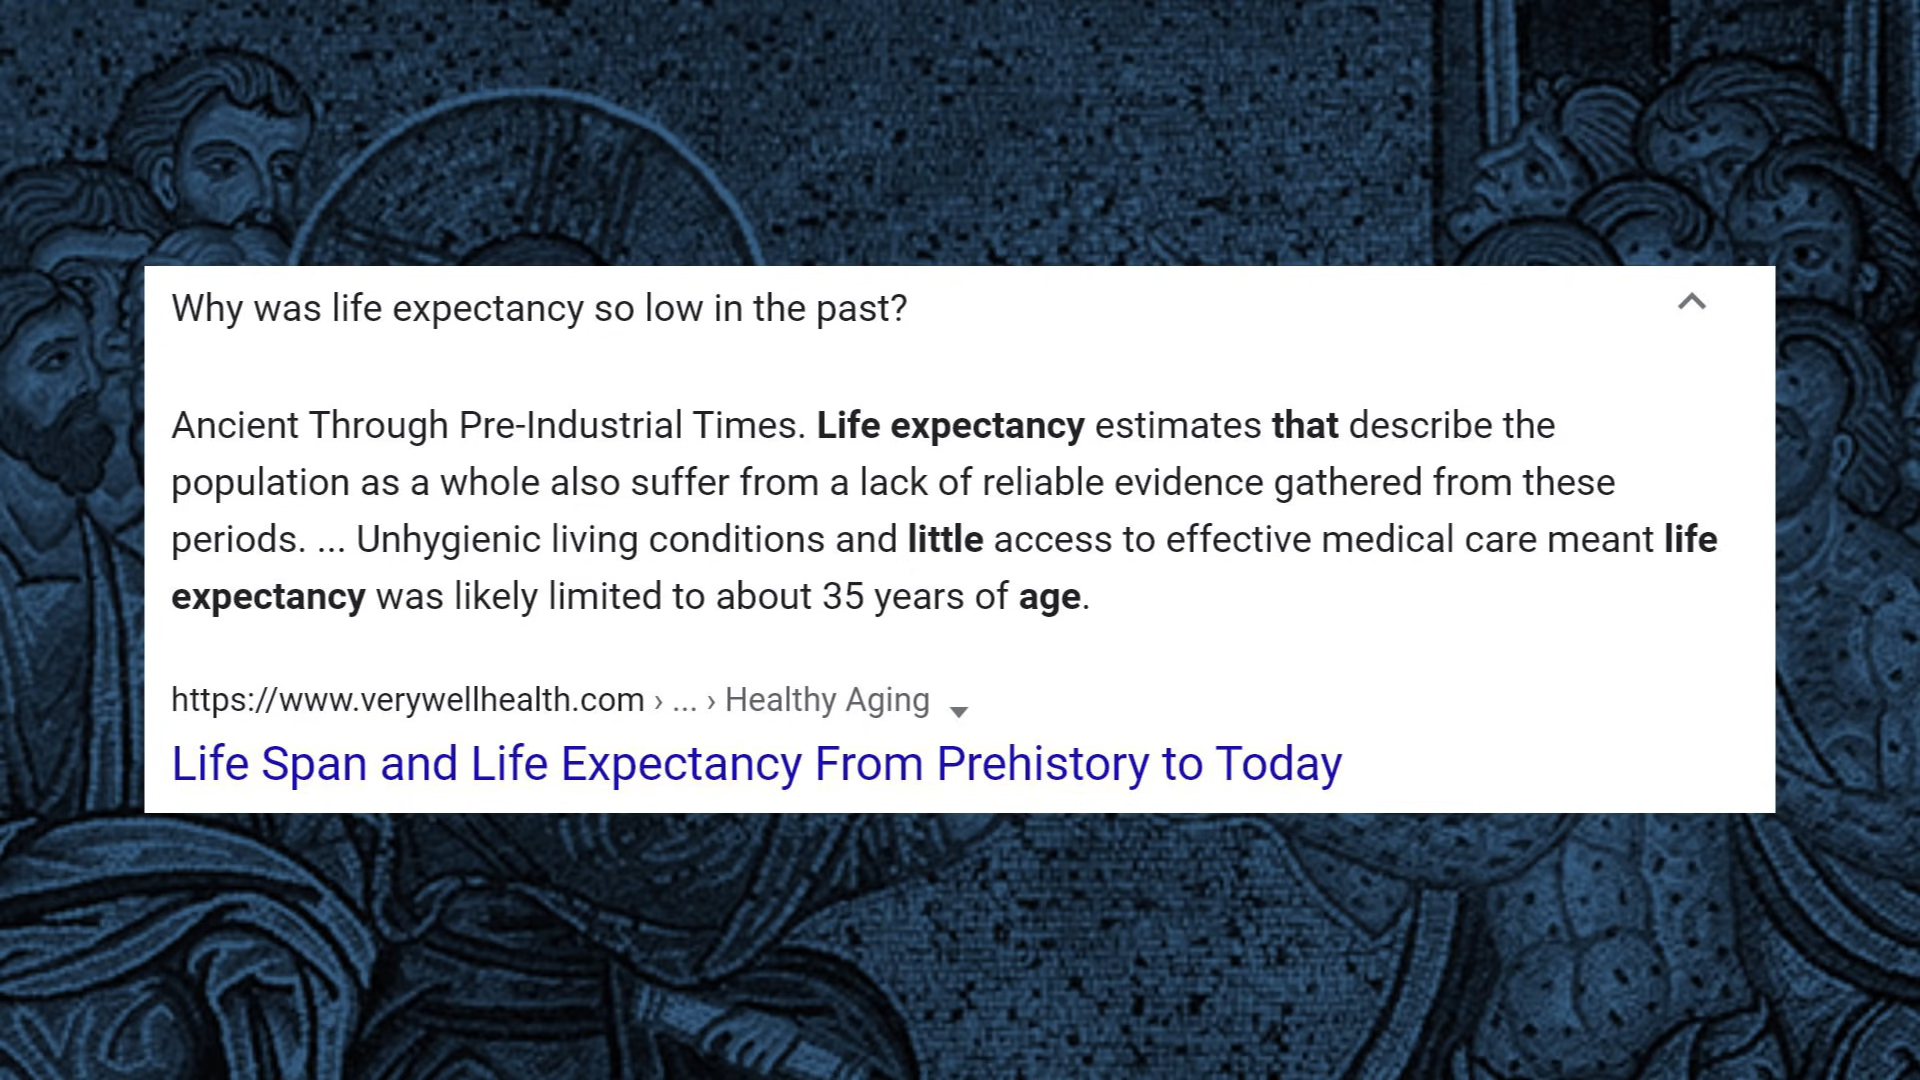 Why was life expectancy so low in the past?
Ancient Through Pre-Industrial Times. Life expectancy estimates that describe the
population as a whole also suffer from a lack of reliable evidence gathered from these
periods. ... Unhygienic living conditions and little access to effective medical care meant life
expectancy was likely limited to about 35 years of age.
https://www.verywellhealth.com › ... › Healthy Aging
Life Span and Life Expectancy From Prehistory to Today